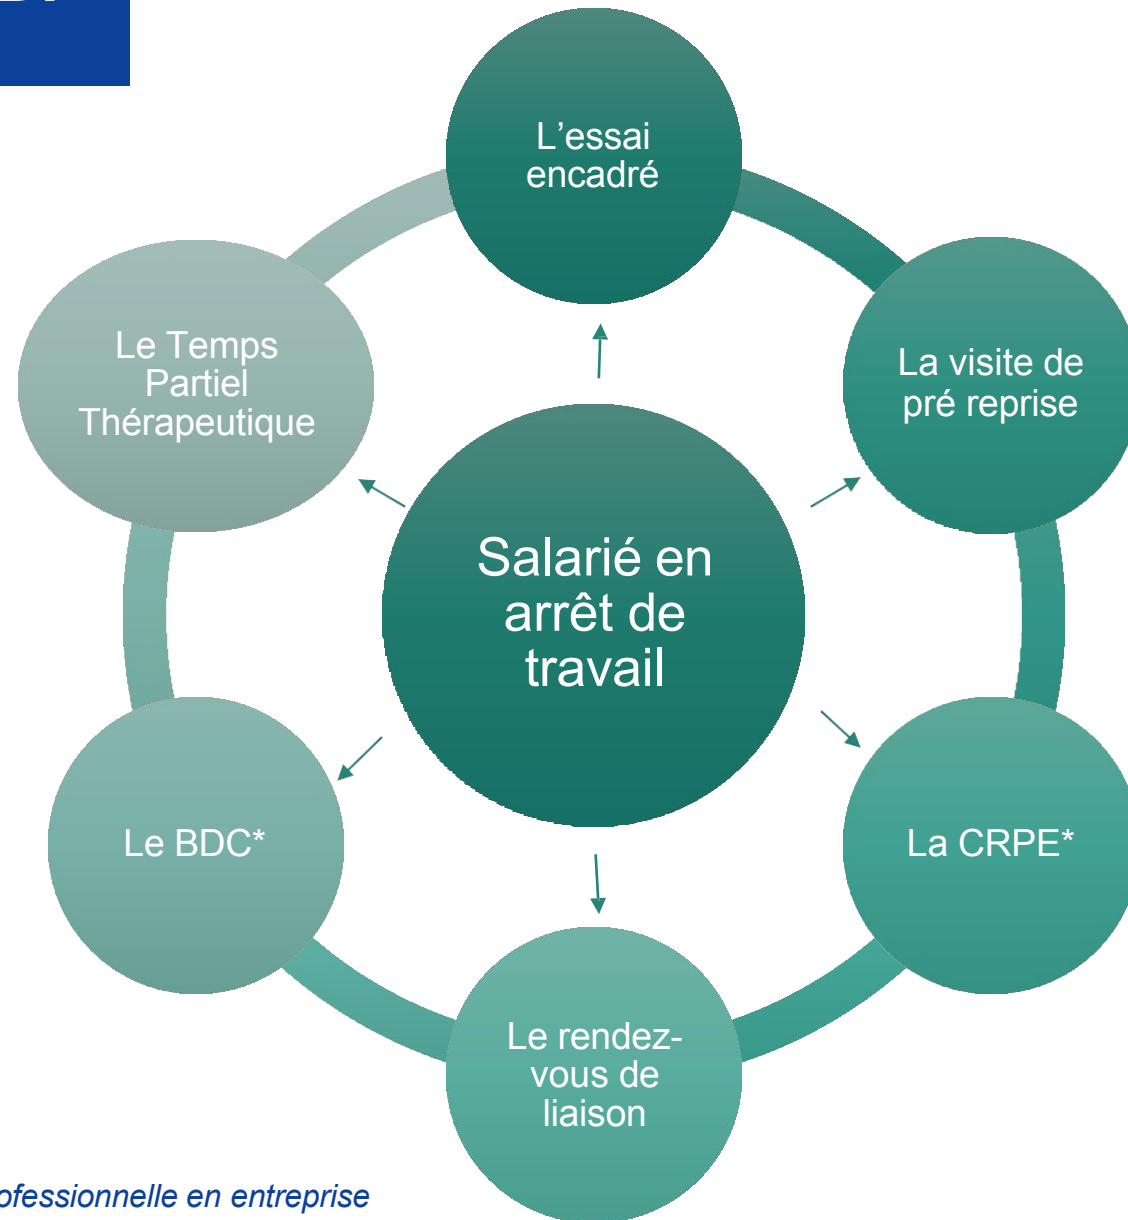 L'essai
encadré
La visite de
pré reprise
Le Temps
Partiel
Thérapeutique
Salarié en
arrêt de
travail
La CRPE*
Le BDC*
Le rendez-
vous de
liaison
ofessionnelle en entreprise